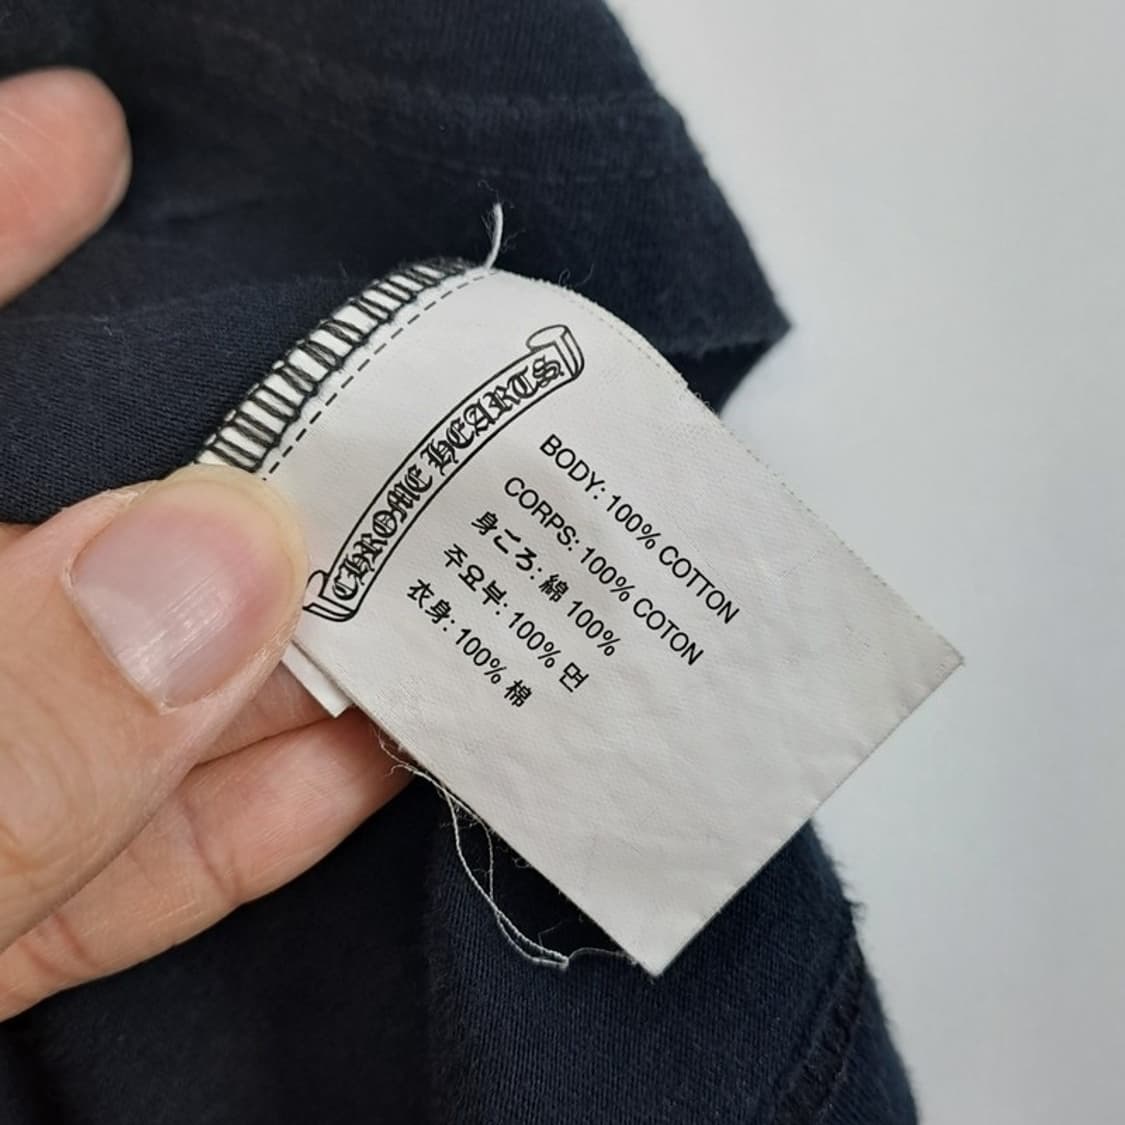 CHROME HEARTS
BODY: 100% COTTON
CORPS: 100% COTON
身ごろ: 綿 100%
주요부: 100% 면
衣身: 100% 棉